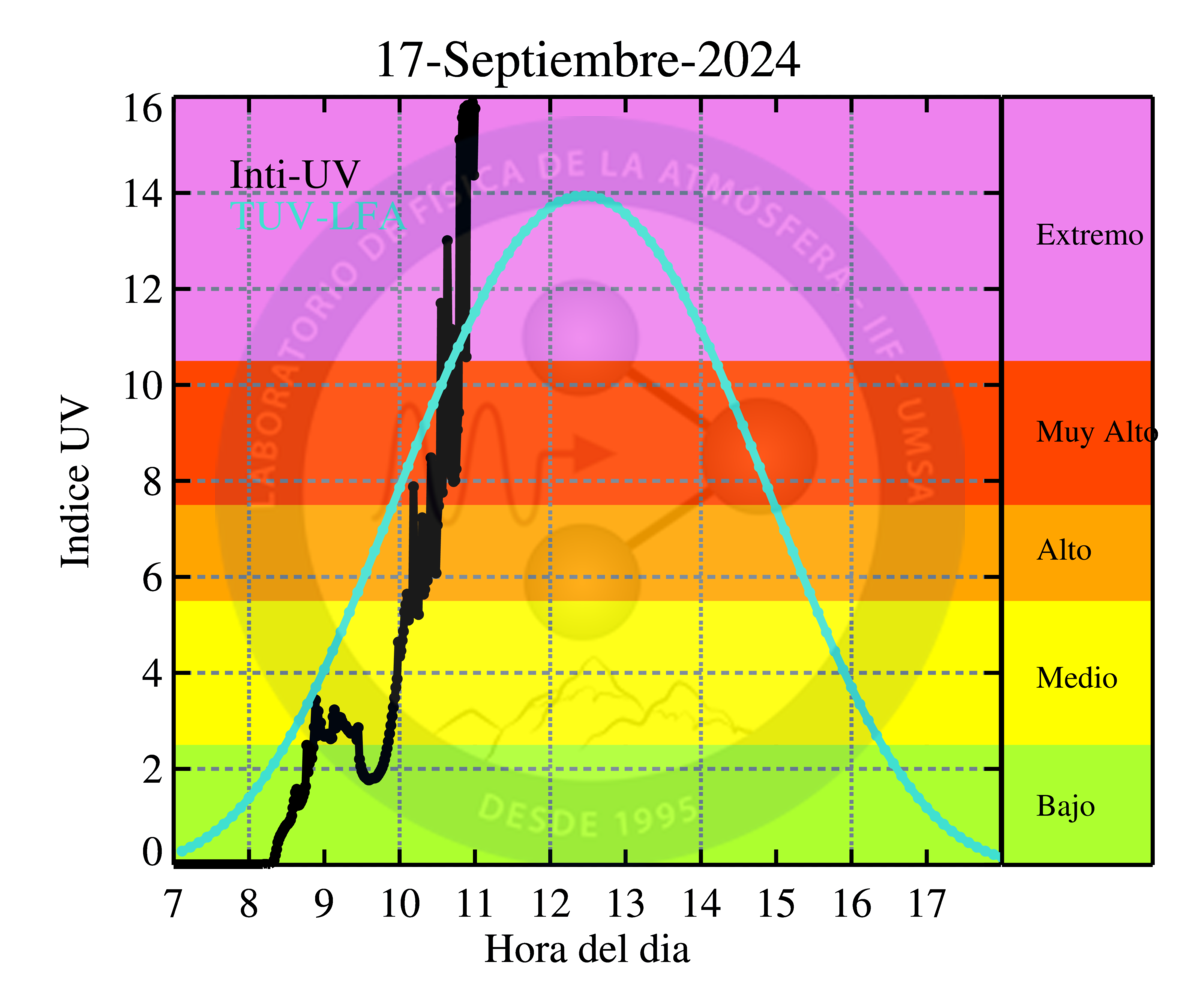 17-Septiembre-2024
16
14
12
10
8
6
4
2
0
Indice UV
Inti-UV
TUV-LFA
LABORATORIO DE FÍSICA DE LA ATMÓSFERA - IIF - UMSA
DESDE 1995
Extremo
Muy Alto
Alto
Medio
Bajo
7 8 9 10 11 12 13 14 15 16 17
Hora del dia